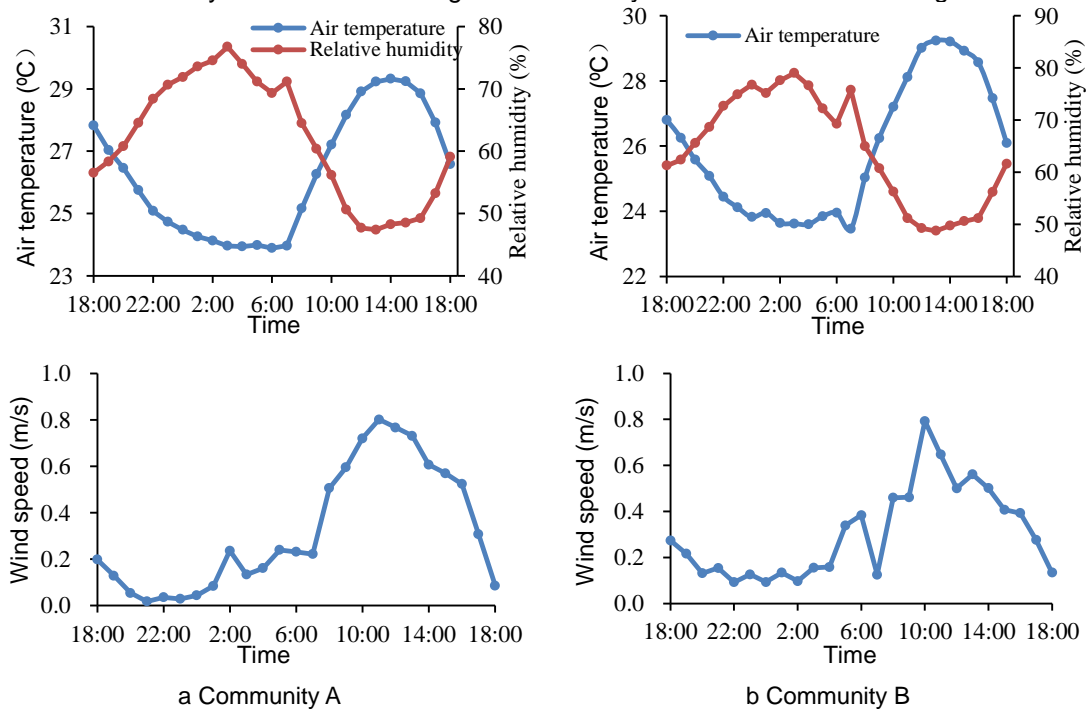 Air temperature
Relative humidity
31
29
27
25
23
80
70
60
50
40
Air temperature (ºC)
Relative humidity (%)
18:00 22:00 2:00 6:00 10:00 14:00 18:00
Time
Air temperature
30
28
26
24
22
90
80
70
60
50
40
Air temperature (ºC)
Relative humidity (%)
18:00 22:00 2:00 6:00 10:00 14:00 18:00
Time
1.0
0.8
0.6
0.4
0.2
0.0
Wind speed (m/s)
18:00 22:00 2:00 6:00 10:00 14:00 18:00
Time
a Community A
1.0
0.8
0.6
0.4
0.2
0.0
Wind speed (m/s)
18:00 22:00 2:00 6:00 10:00 14:00 18:00
Time
b Community B